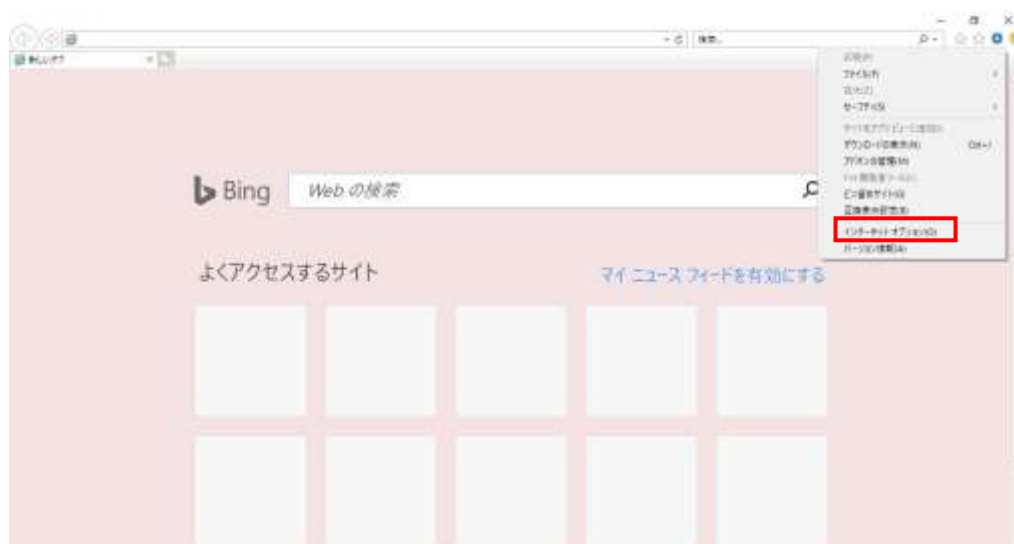 検索...
新しいタブ
印刷(P)
ファイル(F)
拡大(Z)
セーフティ(S)
ダウンロードの表示(N) Ctrl+J
アドオンの管理(M)
ピン留めサイト(G)
互換表示設定(B)
インターネット オプション(O)
バージョン情報(A)
Bing
Web の検索
よくアクセスするサイト
マイ ニュース フィードを有効にする